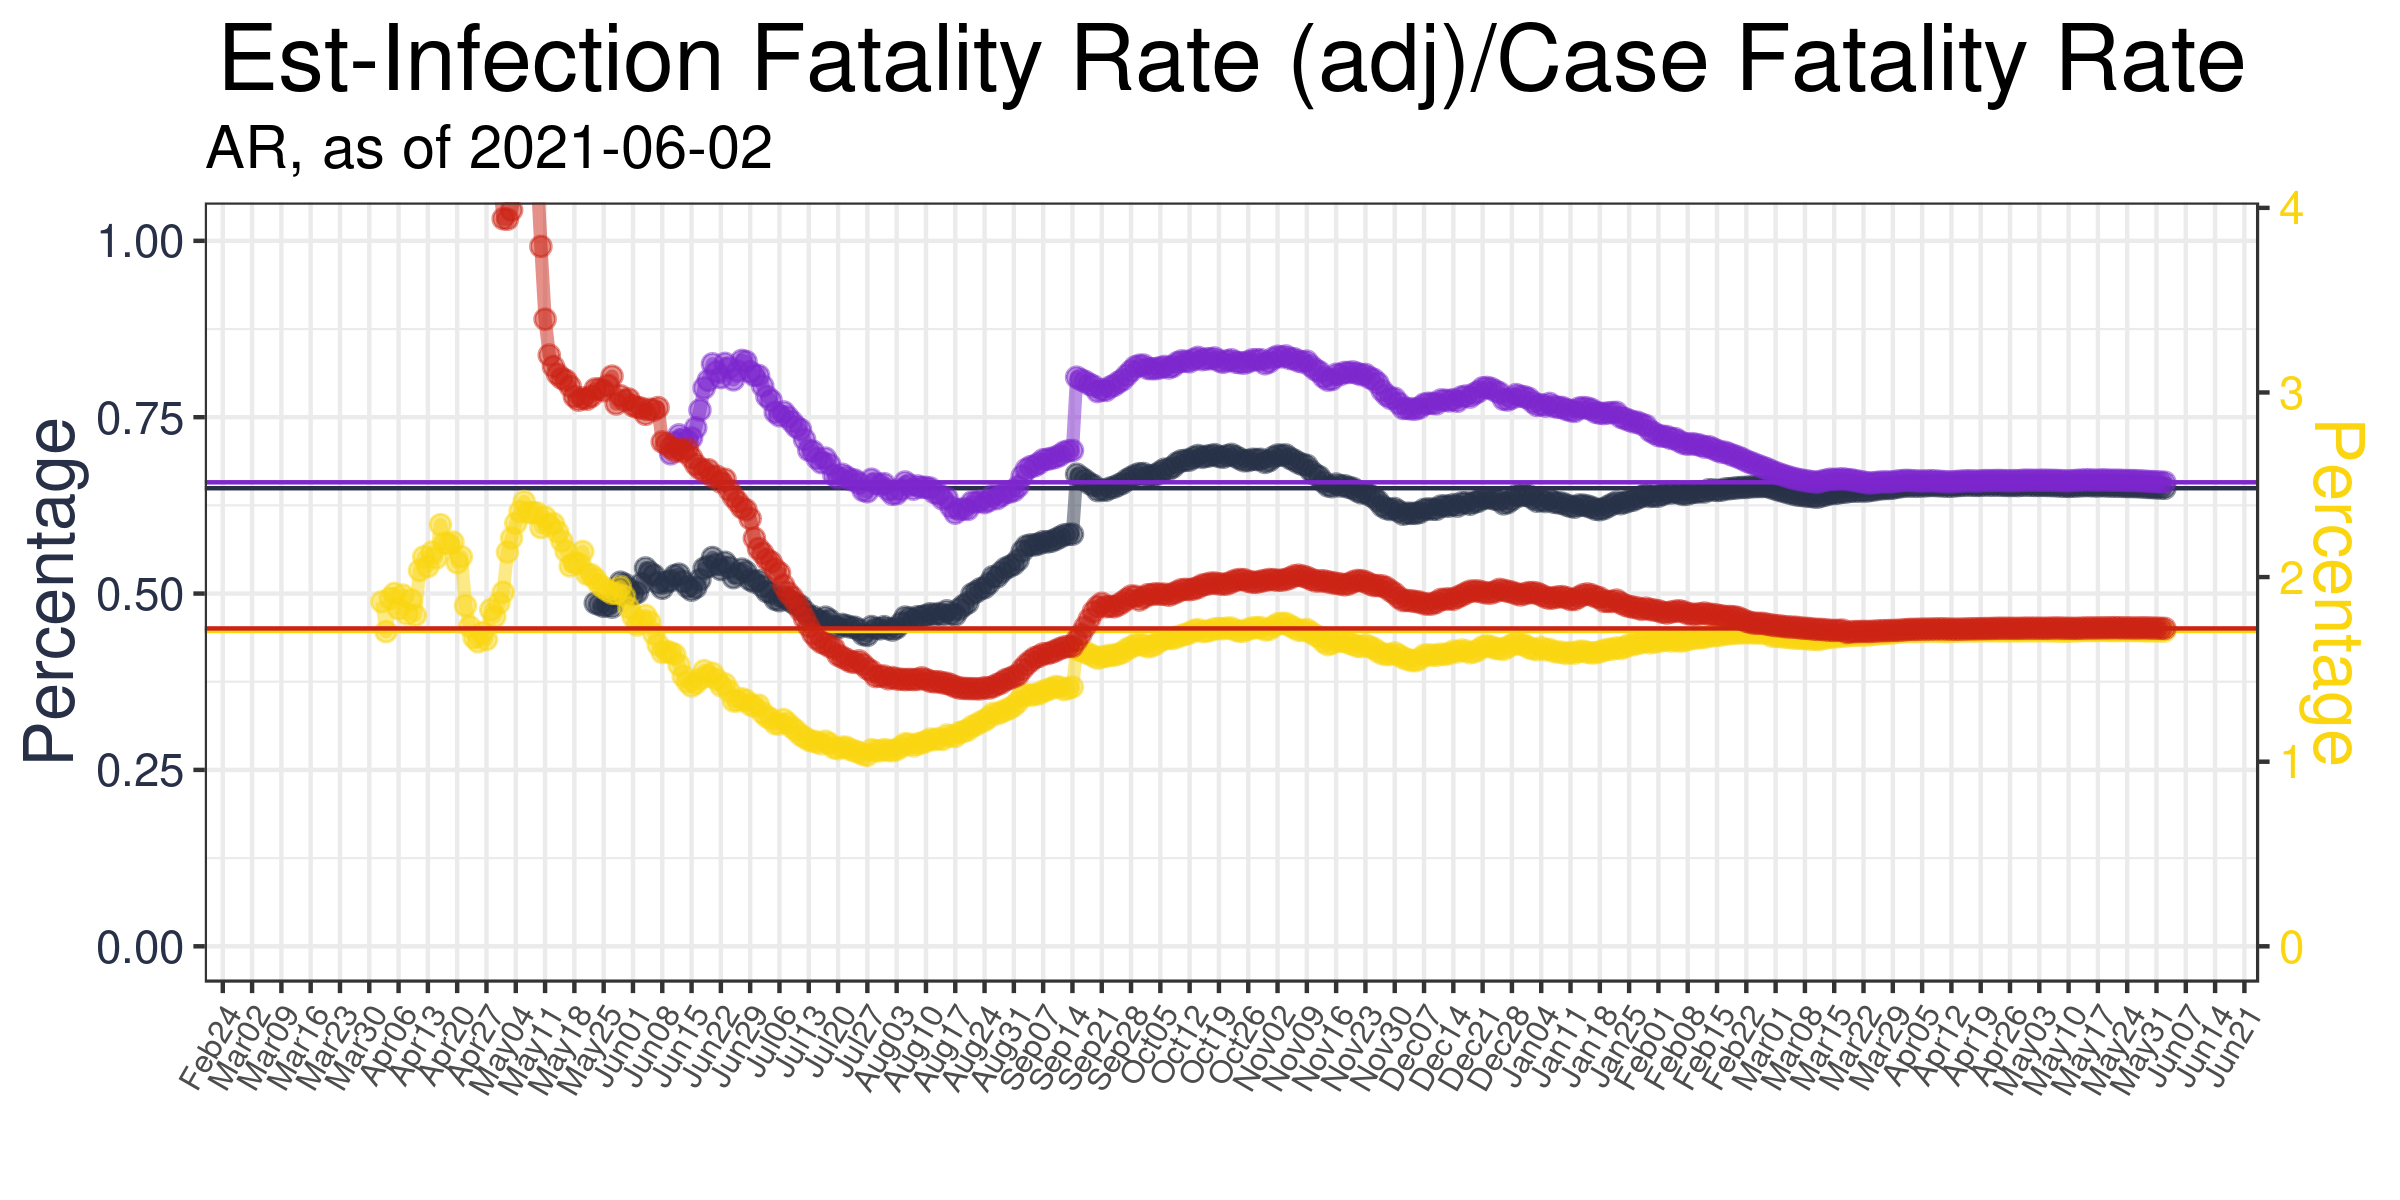 Est-Infection Fatality Rate (adj)/Case Fatality Rate
AR, as of 2021-06-02
Percentage
1.00
0.75
0.50
0.25
0.00
4
3
2
1
0
Percentage
Feb24
Mar02
Mar09
Mar16
Mar23
Mar30
Apr06
Apr13
Apr20
Apr27
May04
May11
May18
May25
Jun01
Jun08
Jun15
Jun22
Jun29
Jul06
Jul13
Jul20
Jul27
Aug03
Aug10
Aug17
Aug24
Aug31
Sep07
Sep14
Sep21
Sep28
Oct05
Oct12
Oct19
Oct26
Nov02
Nov09
Nov16
Nov23
Nov30
Dec07
Dec14
Dec21
Dec28
Jan04
Jan11
Jan18
Jan25
Feb01
Feb08
Feb15
Feb22
Mar01
Mar08
Mar15
Mar22
Mar29
Apr05
Apr12
Apr19
Apr26
May03
May10
May17
May24
May31
Jun07
Jun14
Jun21